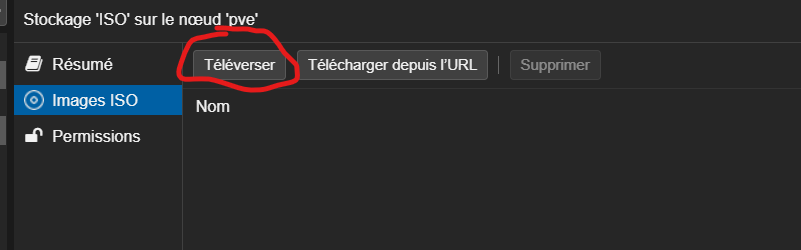 Stockage 'ISO' sur le nœud 'pve'
Résumé
Téléverser
Télécharger depuis l'URL
Supprimer
Images ISO
Nom
Permissions